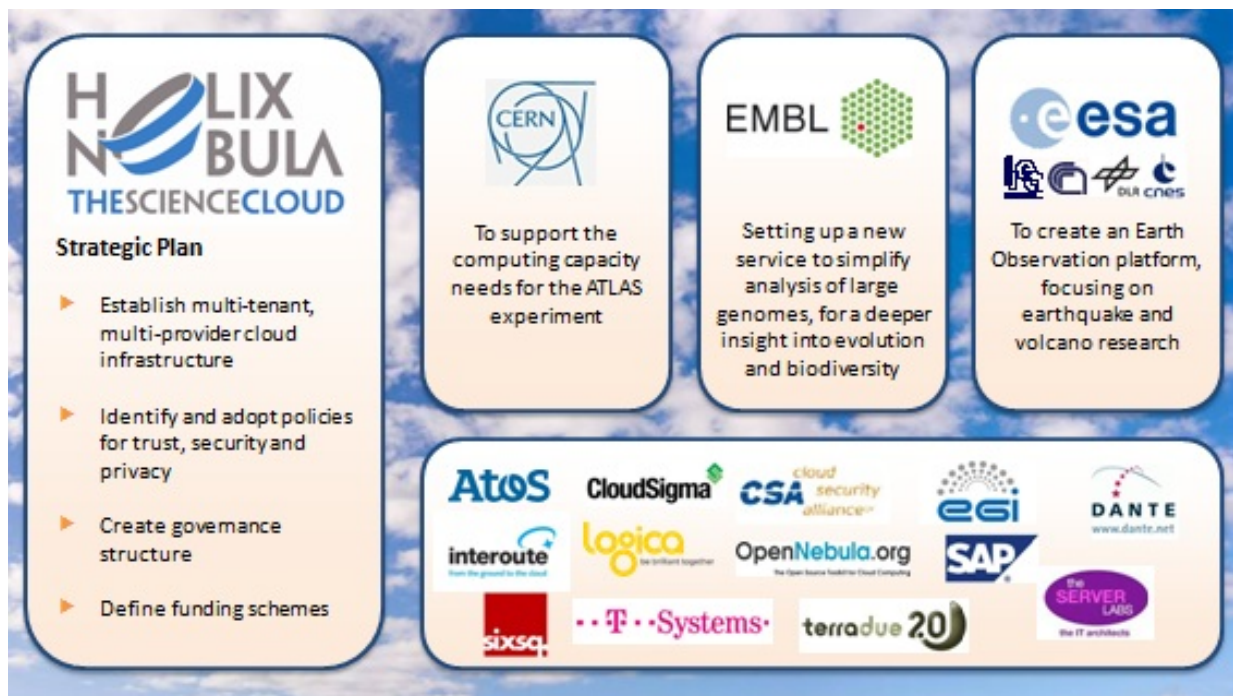 HELIX
NEBULA
THESCIENCECLOUD
Strategic Plan
Establish multi-tenant,
multi-provider cloud
infrastructure
Identify and adopt policies
for trust, security and
privacy
Create governance
structure
Define funding schemes
CERN
To support the
computing capacity
needs for the ATLAS
experiment
EMBL
Setting up a new
service to simplify
analysis of large
genomes, for a deeper
insight into evolution
and biodiversity
esa
DLR cnes
To create an Earth
Observation platform,
focusing on
earthquake and
volcano research
Atos
CloudSigma
CSA cloud security alliance
egi
DANTE
www.dante.net
interoute
from the ground to the cloud
logica
be brilliant together
OpenNebula.org
The Open Source Toolkit for Cloud Computing
SAP
the
SERVER
LABS
the IT architects
sixsq
··T··Systems·
terradue 2.0